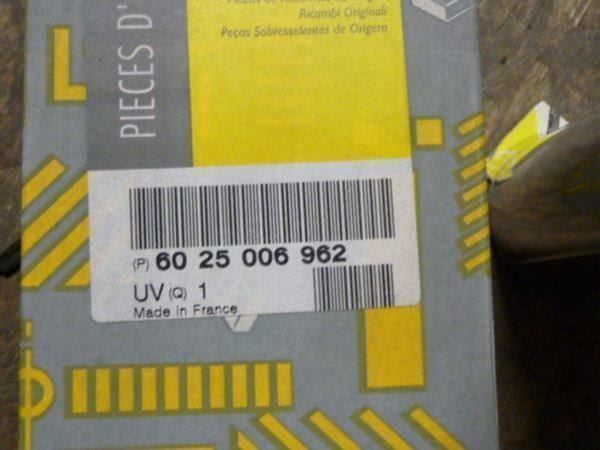 Ricambi Originali
Peças Sobresselentes de Origem
PIECES D'
(P) 60 25 006 962
UV (Q) 1
Made in France